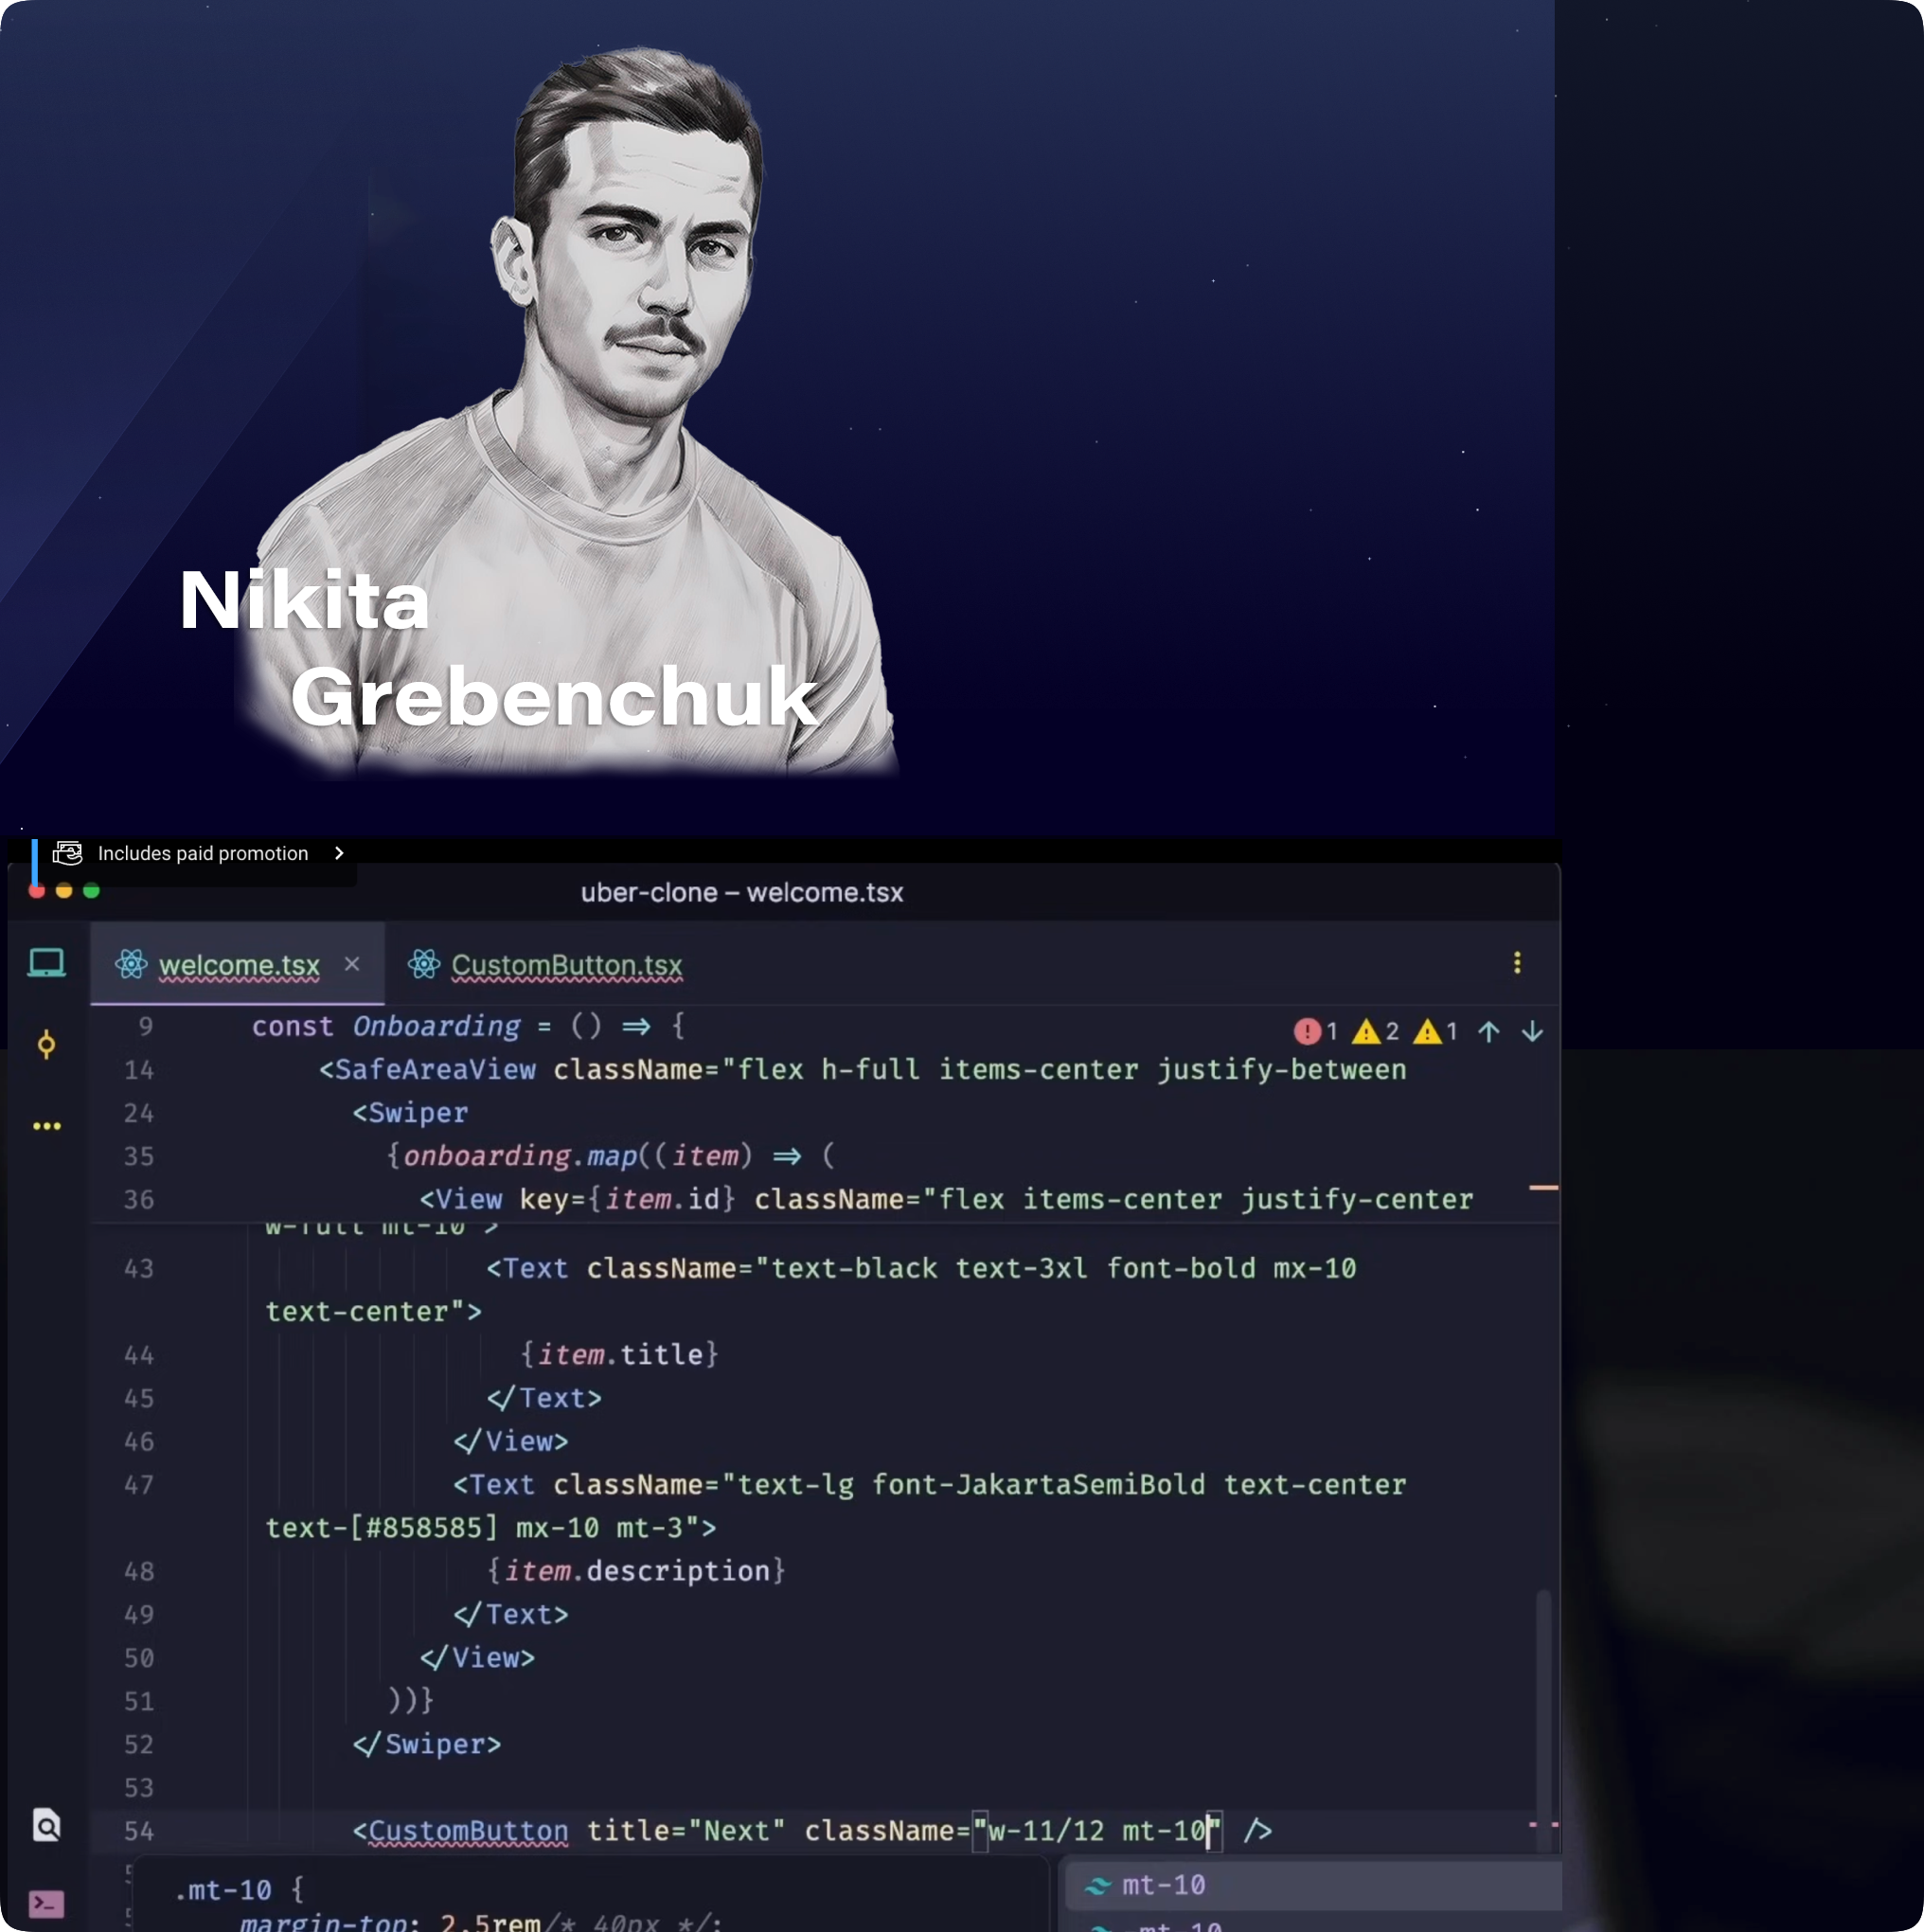 Nikita
Grebenchuk
Includes paid promotion
uber-clone – welcome.tsx
welcome.tsx
CustomButton.tsx
9 const Onboarding = () ⇒ {
1 2 1
14 <SafeAreaView className="flex h-full items-center justify-between
24 <Swiper
35 {onboarding.map((item) ⇒ (
36 <View key={item.id} className="flex items-center justify-center
w-full mt-10">
43 <Text className="text-black text-3xl font-bold mx-10
text-center">
44 {item.title}
45 </Text>
46 </View>
47 <Text className="text-lg font-JakartaSemiBold text-center
text-[#858585] mx-10 mt-3">
48 {item.description}
49 </Text>
50 </View>
51 ))}
52 </Swiper>
53
54 <CustomButton title="Next" className="w-11/12 mt-10" />
.mt-10 {
margin-top: 2.5rem/* 40px */;
mt-10
-mt-10